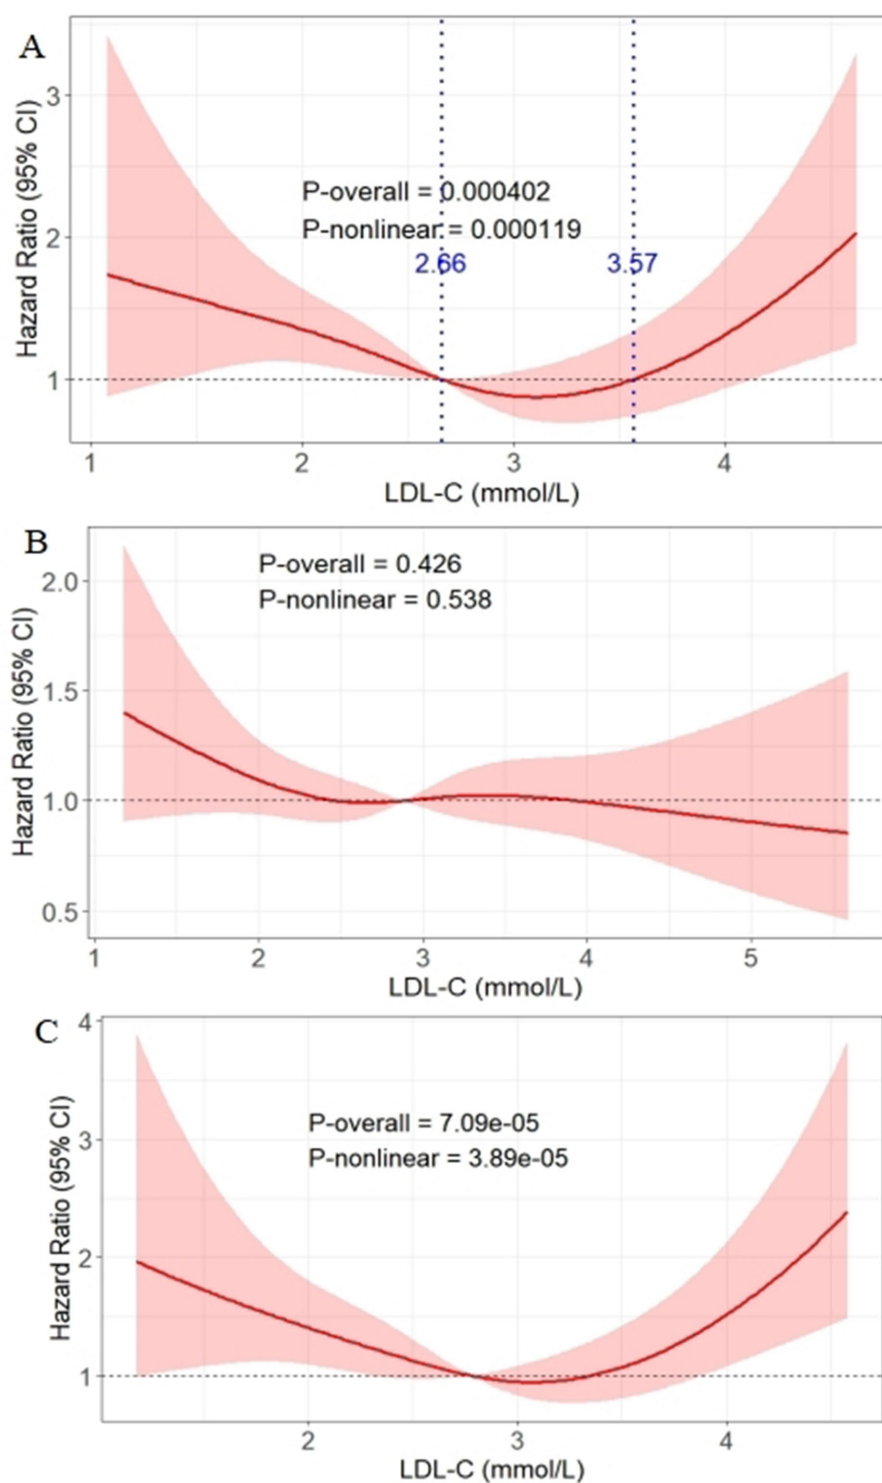 A
Hazard Ratio (95% CI)
3
2
1
P-overall = 0.000402
P-nonlinear = 0.000119
2.66
3.57
1
2
3
4
LDL-C (mmol/L)
B
Hazard Ratio (95% CI)
2.0
1.5
1.0
0.5
P-overall = 0.426
P-nonlinear = 0.538
1
2
3
4
5
LDL-C (mmol/L)
C
Hazard Ratio (95% CI)
4
3
2
1
P-overall = 7.09e-05
P-nonlinear = 3.89e-05
2
3
4
LDL-C (mmol/L)